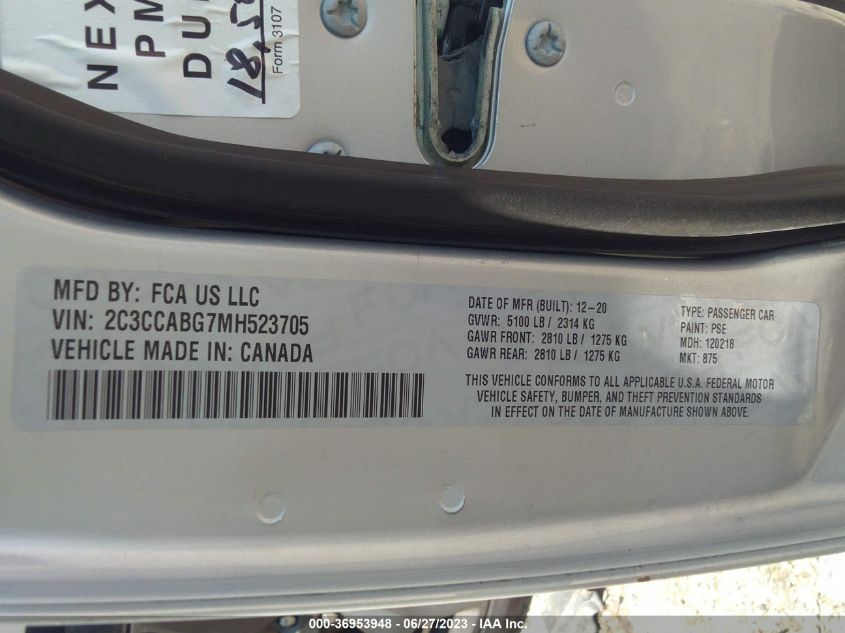 NEX
PM
DU
18,50
Form 3107
MFD BY: FCA US LLC
VIN: 2C3CCABG7MH523705
VEHICLE MADE IN: CANADA
DATE OF MFR (BUILT): 12-20
GVWR: 5100 LB / 2314 KG
GAWR FRONT: 2810 LB / 1275 KG
GAWR REAR: 2810 LB / 1275 KG
TYPE: PASSENGER CAR
PAINT: PSE
MDH: 120218
MKT: 875
THIS VEHICLE CONFORMS TO ALL APPLICABLE U.S.A. FEDERAL MOTOR
VEHICLE SAFETY, BUMPER, AND THEFT PREVENTION STANDARDS
IN EFFECT ON THE DATE OF MANUFACTURE SHOWN ABOVE.
000-36953948 - 06/27/2023 - IAA Inc.